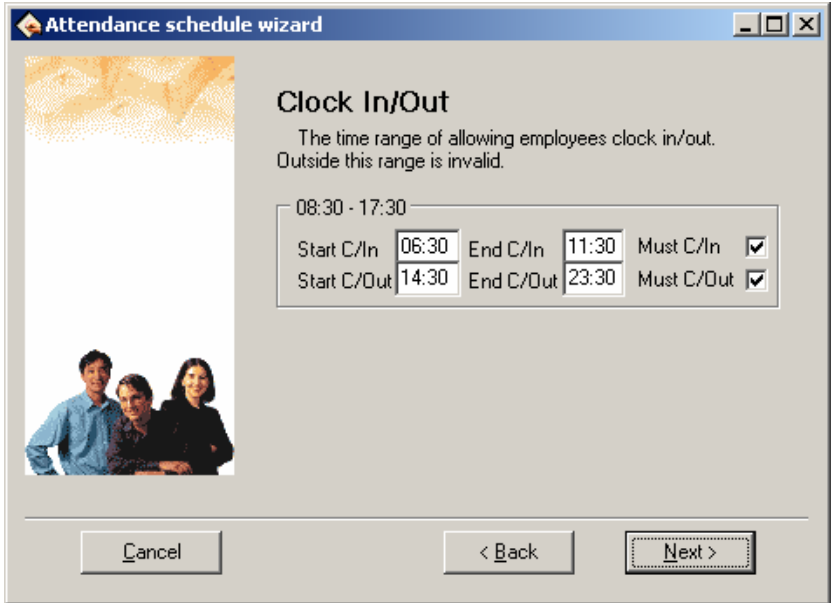 Attendance schedule wizard
Clock In/Out
The time range of allowing employees clock in/out.
Outside this range is invalid.
08:30 - 17:30
Start C/In 06:30 End C/In 11:30 Must C/In
Start C/Out 14:30 End C/Out 23:30 Must C/Out
Cancel < Back Next >